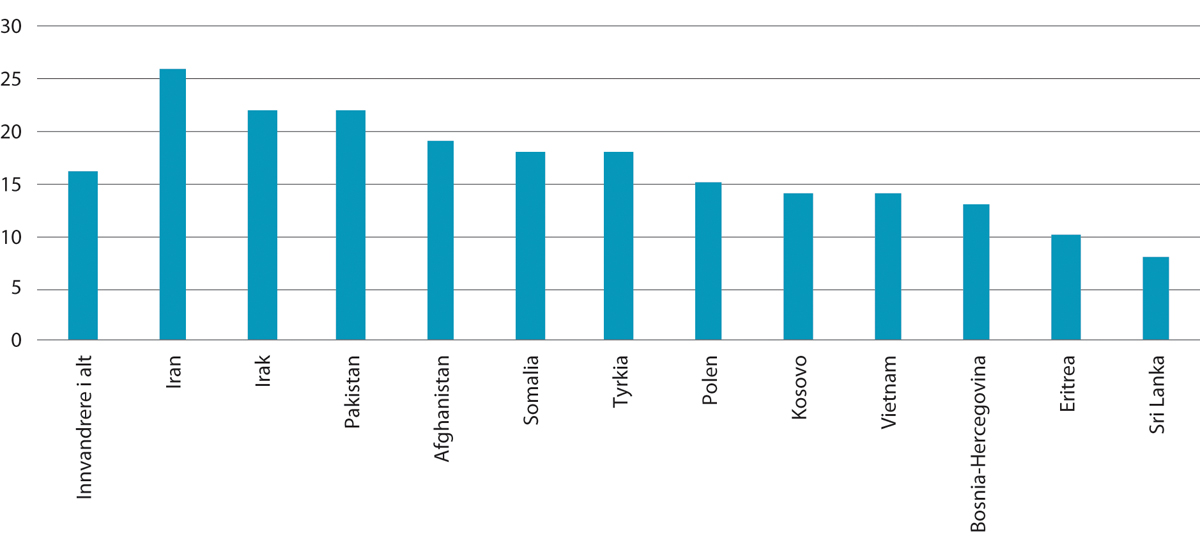 30
25
20
15
10
5
0
Innvandrere i alt
Iran
Irak
Pakistan
Afghanistan
Somalia
Tyrkia
Polen
Kosovo
Vietnam
Bosnia-Hercegovina
Eritrea
Sri Lanka